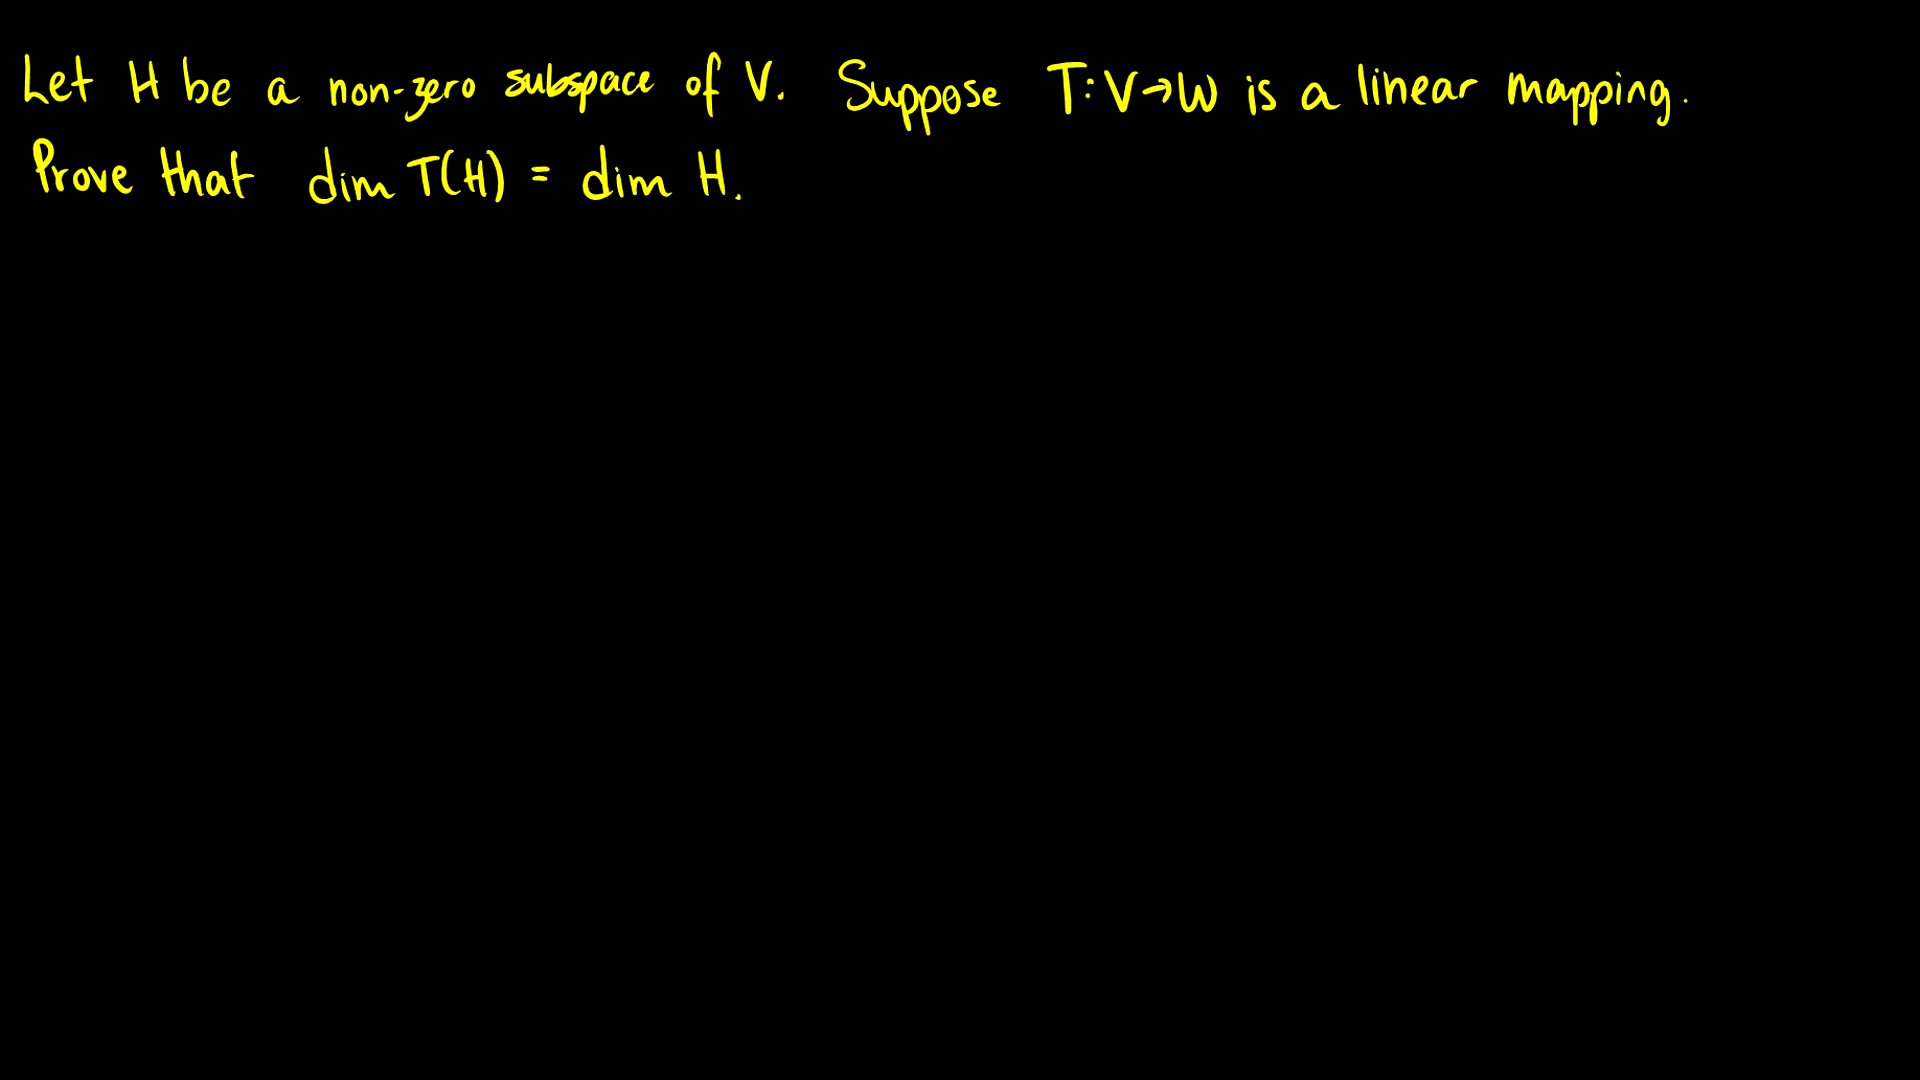 Let H be a non-zero subspace of V. Suppose T:V→W is a linear mapping.
Prove that dim T(H) = dim H.